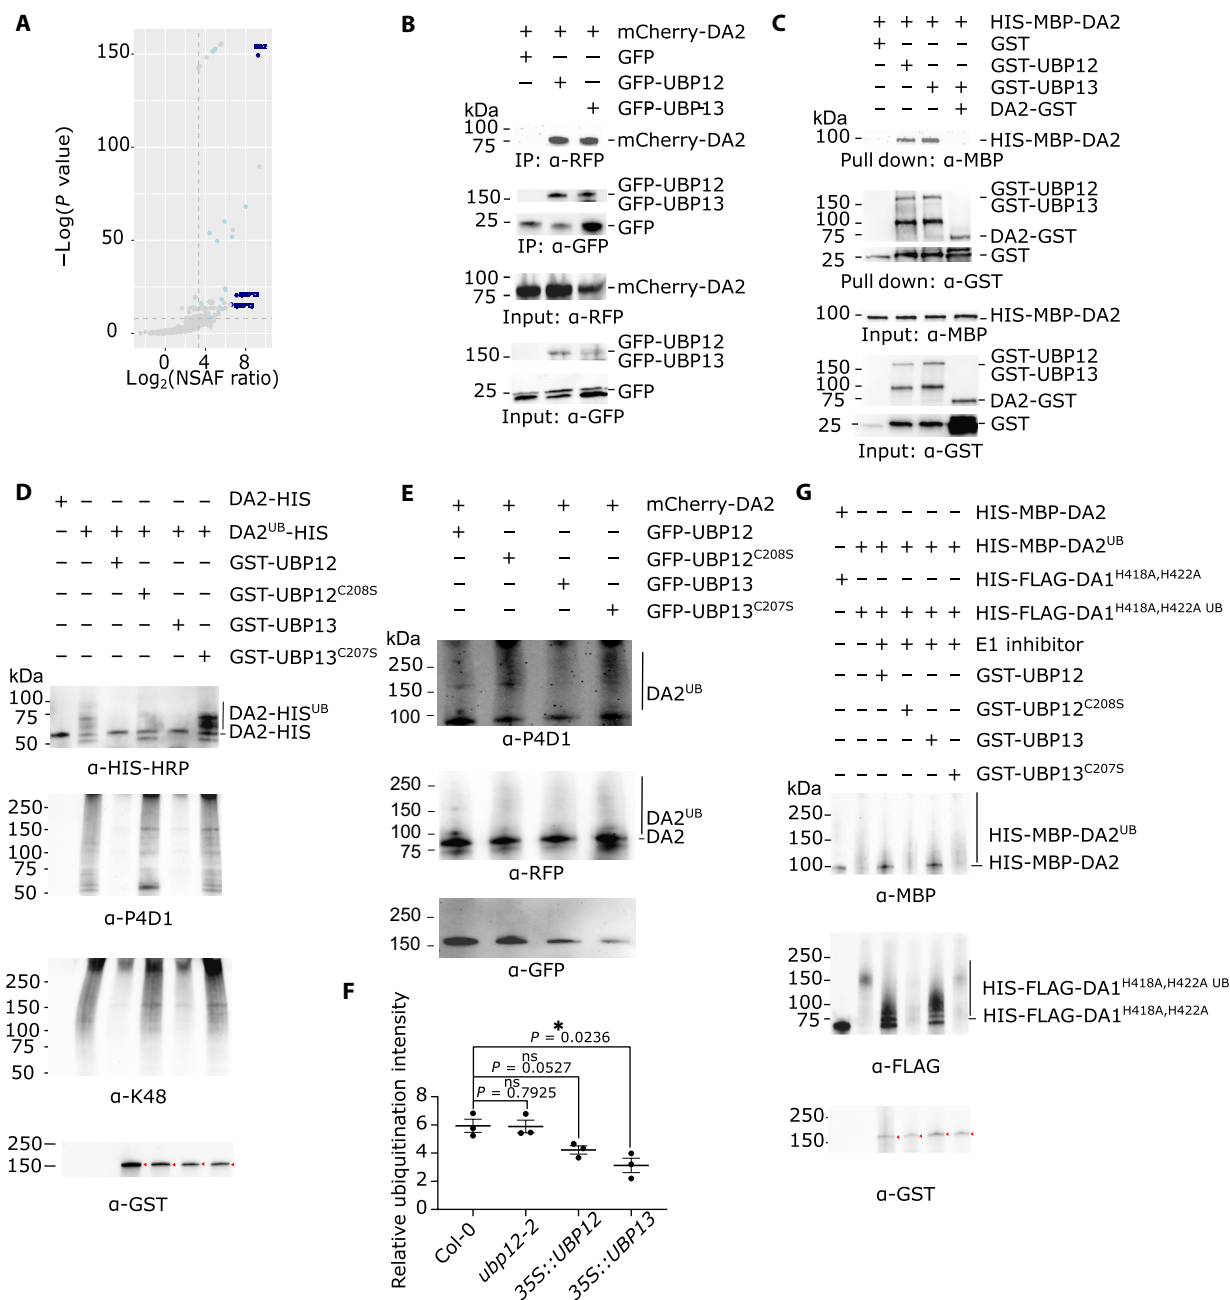 A
−Log(P value)
150
100
50
0
0 4 8
Log2(NSAF ratio)
B
+ + + mCherry-DA2
+ − − GFP
− + − GFP-UBP12
− − + GFP-UBP13
kDa
100
75
mCherry-DA2
IP: ɑ-RFP
150
GFP-UBP12
GFP-UBP13
25
GFP
IP: ɑ-GFP
100
75
mCherry-DA2
Input: ɑ-RFP
150
GFP-UBP12
GFP-UBP13
25
GFP
Input: ɑ-GFP
C
+ + + + HIS-MBP-DA2
+ − − − GST
− + − − GST-UBP12
− − + + GST-UBP13
− − − + DA2-GST
kDa
100
HIS-MBP-DA2
Pull down: ɑ-MBP
150
100
75
GST-UBP12
GST-UBP13
DA2-GST
25
GST
Pull down: ɑ-GST
100
HIS-MBP-DA2
Input: ɑ-MBP
150
100
75
GST-UBP12
GST-UBP13
DA2-GST
25
GST
Input: ɑ-GST
D
+ − − − − − DA2-HIS
− + + + + + DA2UB-HIS
− − + − − − GST-UBP12
− − − + − − GST-UBP12C208S
− − − − + − GST-UBP13
− − − − − + GST-UBP13C207S
kDa
100
75
50
DA2-HISUB
DA2-HIS
ɑ-HIS-HRP
250
150
100
75
50
ɑ-P4D1
250
150
100
75
50
ɑ-K48
250
150
ɑ-GST
E
+ + + + mCherry-DA2
+ − − − GFP-UBP12
− + − − GFP-UBP12C208S
− − + − GFP-UBP13
− − − + GFP-UBP13C207S
kDa
250
150
100
DA2UB
ɑ-P4D1
250
150
100
75
DA2UB
DA2
ɑ-RFP
250
150
ɑ-GFP
F
Relative ubiquitination intensity
*
P = 0.0236
ns
P = 0.0527
ns
P = 0.7925
8
6
4
2
0
Col-0
ubp12-2
35S::UBP12
35S::UBP13
G
+ − − − − − HIS-MBP-DA2
− + + + + + HIS-MBP-DA2UB
+ − − − − − HIS-FLAG-DA1H418A,H422A
− + + + + + HIS-FLAG-DA1H418A,H422A UB
− − + + + + E1 inhibitor
− − + − − − GST-UBP12
− − − + − − GST-UBP12C208S
− − − − + − GST-UBP13
− − − − − + GST-UBP13C207S
kDa
250
150
100
HIS-MBP-DA2UB
HIS-MBP-DA2
ɑ-MBP
250
150
100
75
HIS-FLAG-DA1H418A,H422A UB
HIS-FLAG-DA1H418A,H422A
ɑ-FLAG
250
150
ɑ-GST